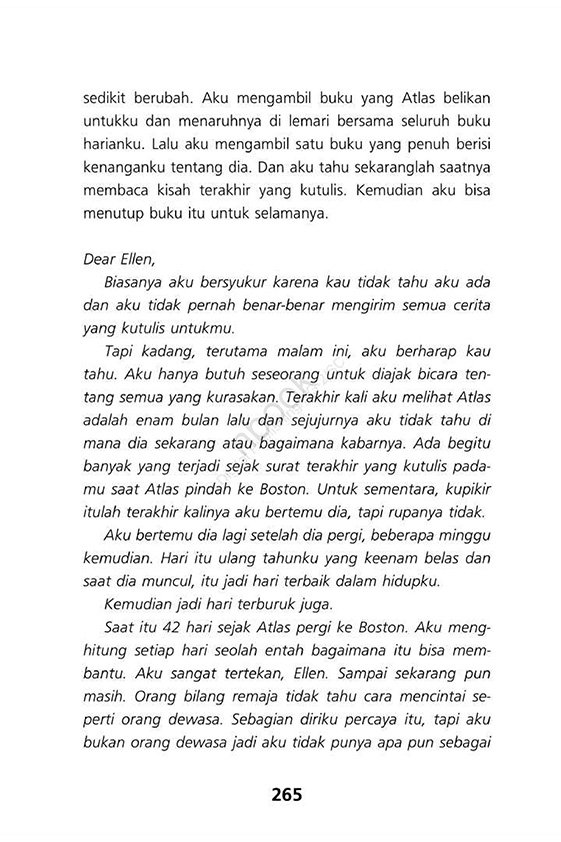 sedikit berubah. Aku mengambil buku yang Atlas belikan
untukku dan menaruhnya di lemari bersama seluruh buku
harianku. Lalu aku mengambil satu buku yang penuh berisi
kenanganku tentang dia. Dan aku tahu sekaranglah saatnya
membaca kisah terakhir yang kutulis. Kemudian aku bisa
menutup buku itu untuk selamanya.
Dear Ellen,
Biasanya aku bersyukur karena kau tidak tahu aku ada
dan aku tidak pernah benar-benar mengirim semua cerita
yang kutulis untukmu.
Tapi kadang, terutama malam ini, aku berharap kau
tahu. Aku hanya butuh seseorang untuk diajak bicara ten-
tang semua yang kurasakan. Terakhir kali aku melihat Atlas
adalah enam bulan lalu dan sejujurnya aku tidak tahu di
mana dia sekarang atau bagaimana kabarnya. Ada begitu
banyak yang terjadi sejak surat terakhir yang kutulis pada-
mu saat Atlas pindah ke Boston. Untuk sementara, kupikir
itulah terakhir kalinya aku bertemu dia, tapi rupanya tidak.
Aku bertemu dia lagi setelah dia pergi, beberapa minggu
kemudian. Hari itu ulang tahunku yang keenam belas dan
saat dia muncul, itu jadi hari terbaik dalam hidupku.
Kemudian jadi hari terburuk juga.
Saat itu 42 hari sejak Atlas pergi ke Boston. Aku meng-
hitung setiap hari seolah entah bagaimana itu bisa mem-
bantu. Aku sangat tertekan, Ellen. Sampai sekarang pun
masih. Orang bilang remaja tidak tahu cara mencintai se-
perti orang dewasa. Sebagian diriku percaya itu, tapi aku
bukan orang dewasa jadi aku tidak punya apa pun sebagai
265